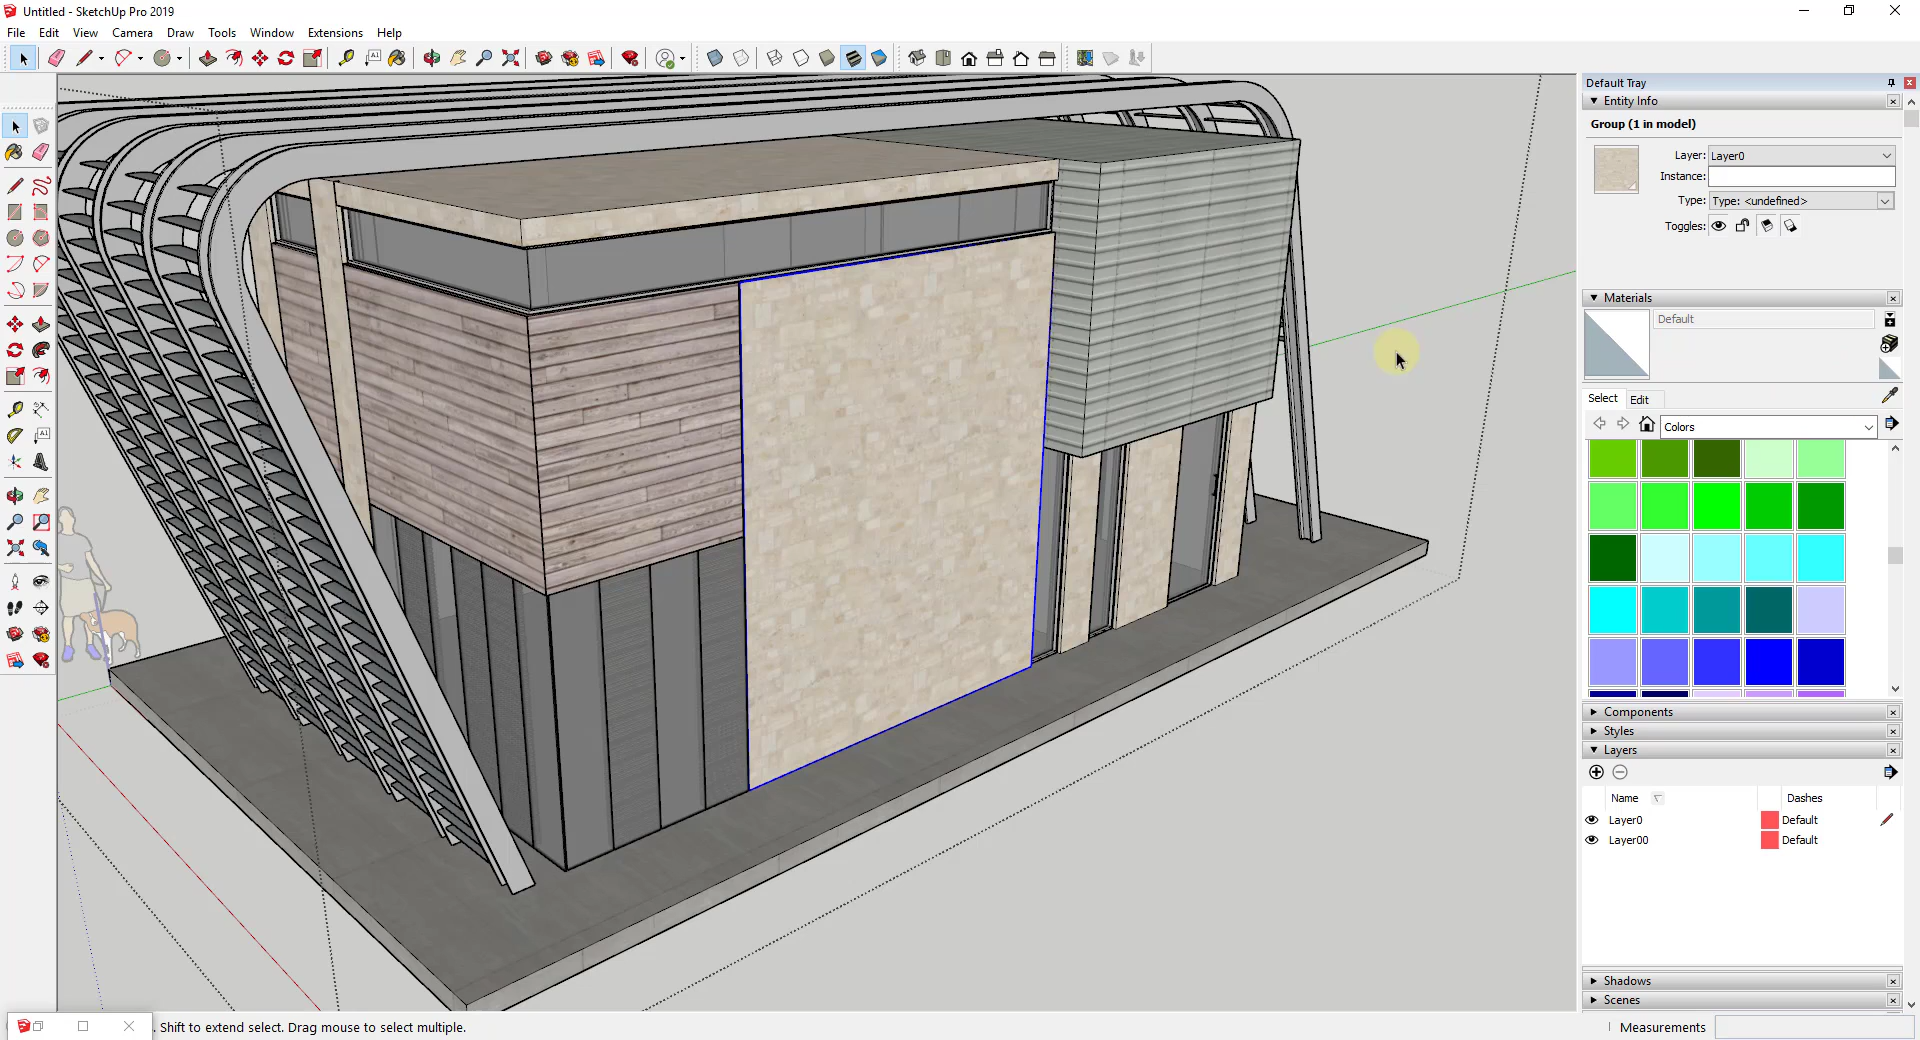 Untitled - SketchUp Pro 2019
File Edit View Camera Draw Tools Window Extensions Help
Default Tray
Entity Info
Group (1 in model)
Layer: Layer0
Instance:
Type: Type: <undefined>
Toggles:
Materials
Default
Select Edit
Colors
Components
Styles
Layers
Name Dashes
Layer0 Default
Layer00 Default
Shadows
Scenes
. Shift to extend select. Drag mouse to select multiple.
Measurements